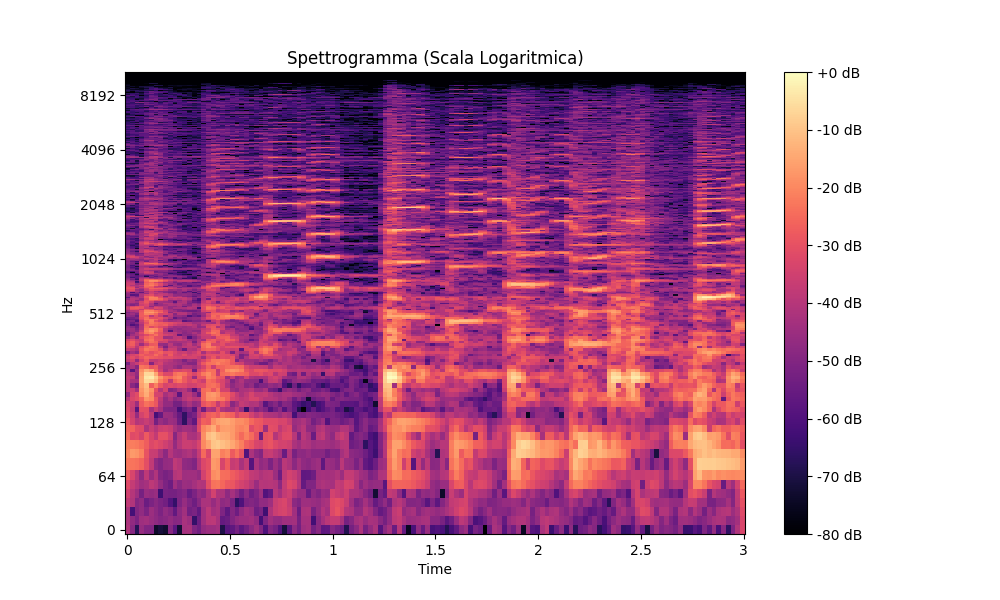 Spettrogramma (Scala Logaritmica)
Hz
8192
4096
2048
1024
512
256
128
64
0
0 0.5 1 1.5 2 2.5 3
Time
+0 dB
-10 dB
-20 dB
-30 dB
-40 dB
-50 dB
-60 dB
-70 dB
-80 dB